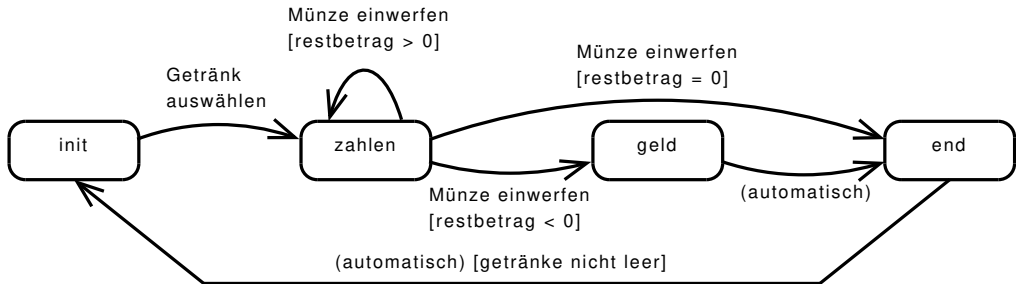 Münze einwerfen
[restbetrag > 0]
Münze einwerfen
[restbetrag = 0]
Getränk
auswählen
init
zahlen
geld
end
Münze einwerfen
[restbetrag < 0]
(automatisch)
(automatisch) [getränke nicht leer]